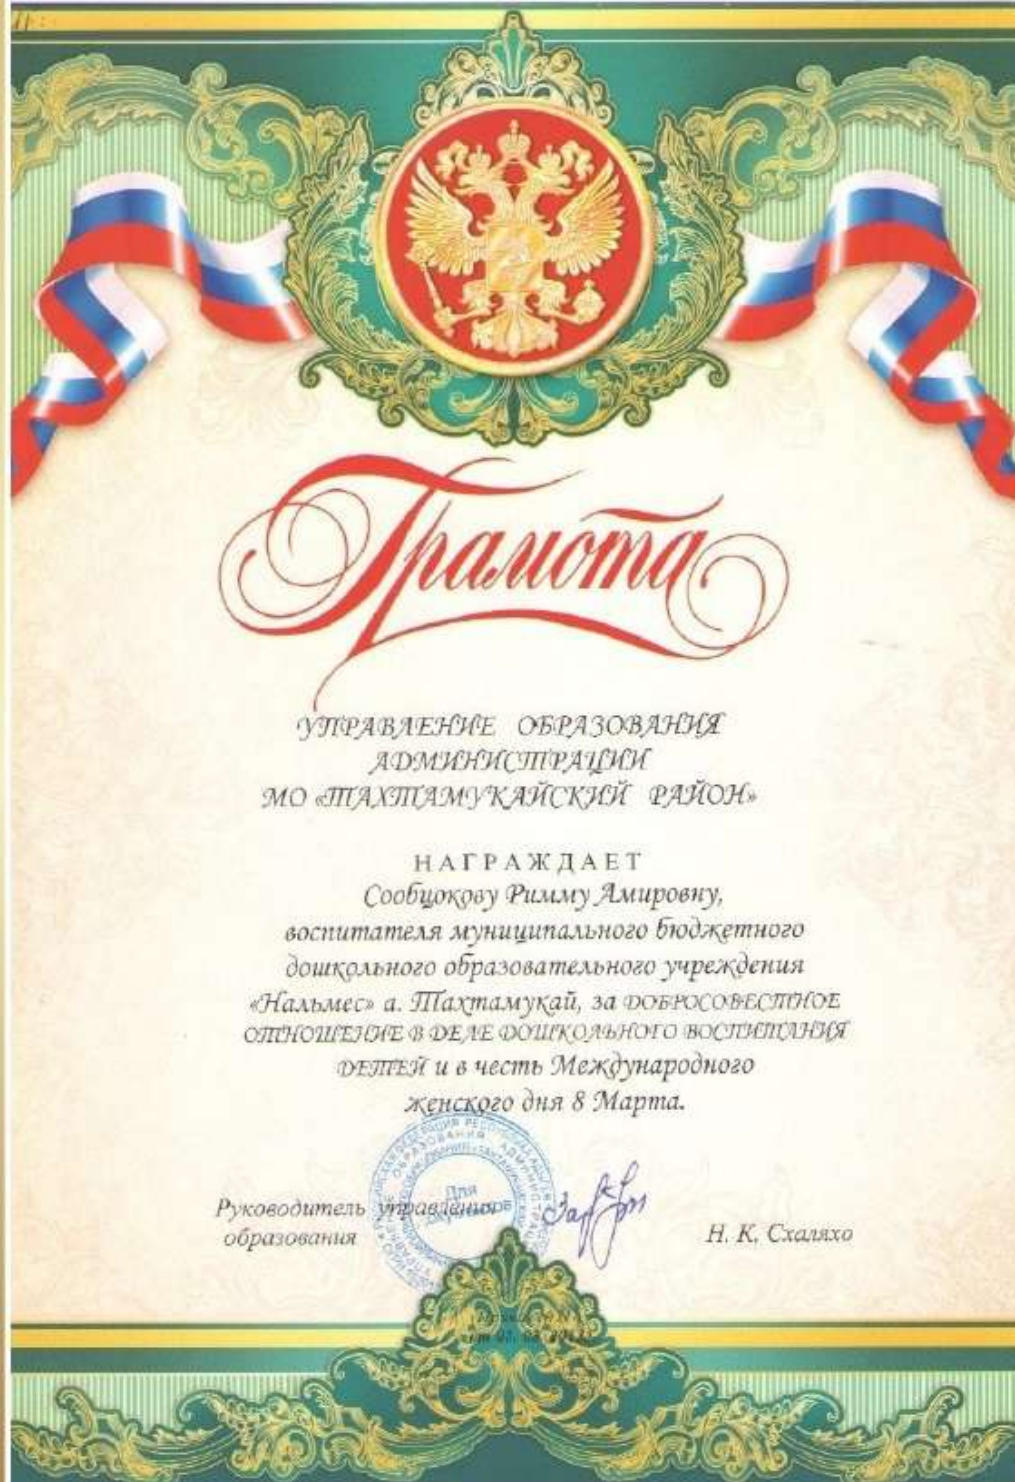 Грамота
УПРАВЛЕНИЕ ОБРАЗОВАНИЯ
АДМИНИСТРАЦИИ
МО «ТАХТАМУКАЙСКИЙ РАЙОН»
НАГРАЖДАЕТ
Сообцокову Римму Амировну,
воспитателя муниципального бюджетного
дошкольного образовательного учреждения
«Нальмес» а. Тахтамукай, за ДОБРОСОВЕСТНОЕ
ОТНОШЕНИЕ В ДЕЛЕ ДОШКОЛЬНОГО ВОСПИТАНИЯ
ДЕТЕЙ и в честь Международного
женского дня 8 Марта.
Для
Руководитель управления
образования
Н. К. Схаляхо